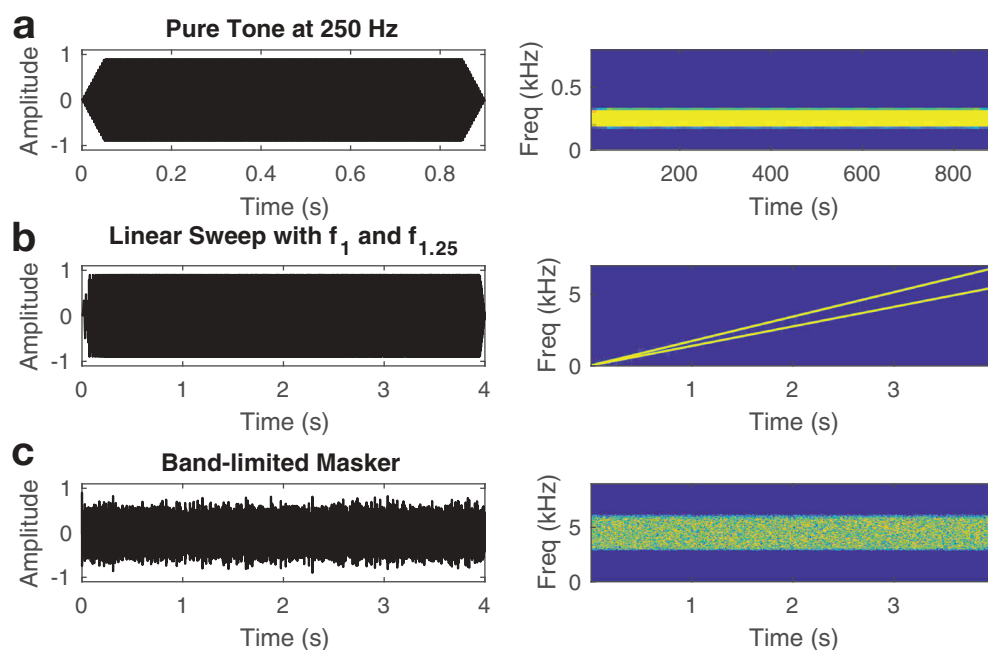 a
Pure Tone at 250 Hz
Amplitude
1
0
-1
0 0.2 0.4 0.6 0.8
Time (s)
Freq (kHz)
0.5
0
200 400 600 800
Time (s)
b
Linear Sweep with f1 and f1.25
Amplitude
1
0
-1
0 1 2 3 4
Time (s)
Freq (kHz)
5
0
1 2 3
Time (s)
c
Band-limited Masker
Amplitude
1
0
-1
0 1 2 3 4
Time (s)
Freq (kHz)
5
0
1 2 3
Time (s)